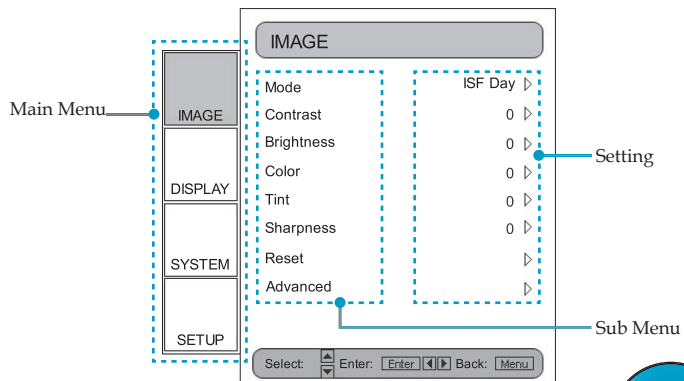 IMAGE
Main Menu
IMAGE
DISPLAY
SYSTEM
SETUP
Mode ISF Day
Contrast 0
Brightness 0
Color 0
Tint 0
Sharpness 0
Reset
Advanced
Setting
Sub Menu
Select: Enter: Enter Back: Menu